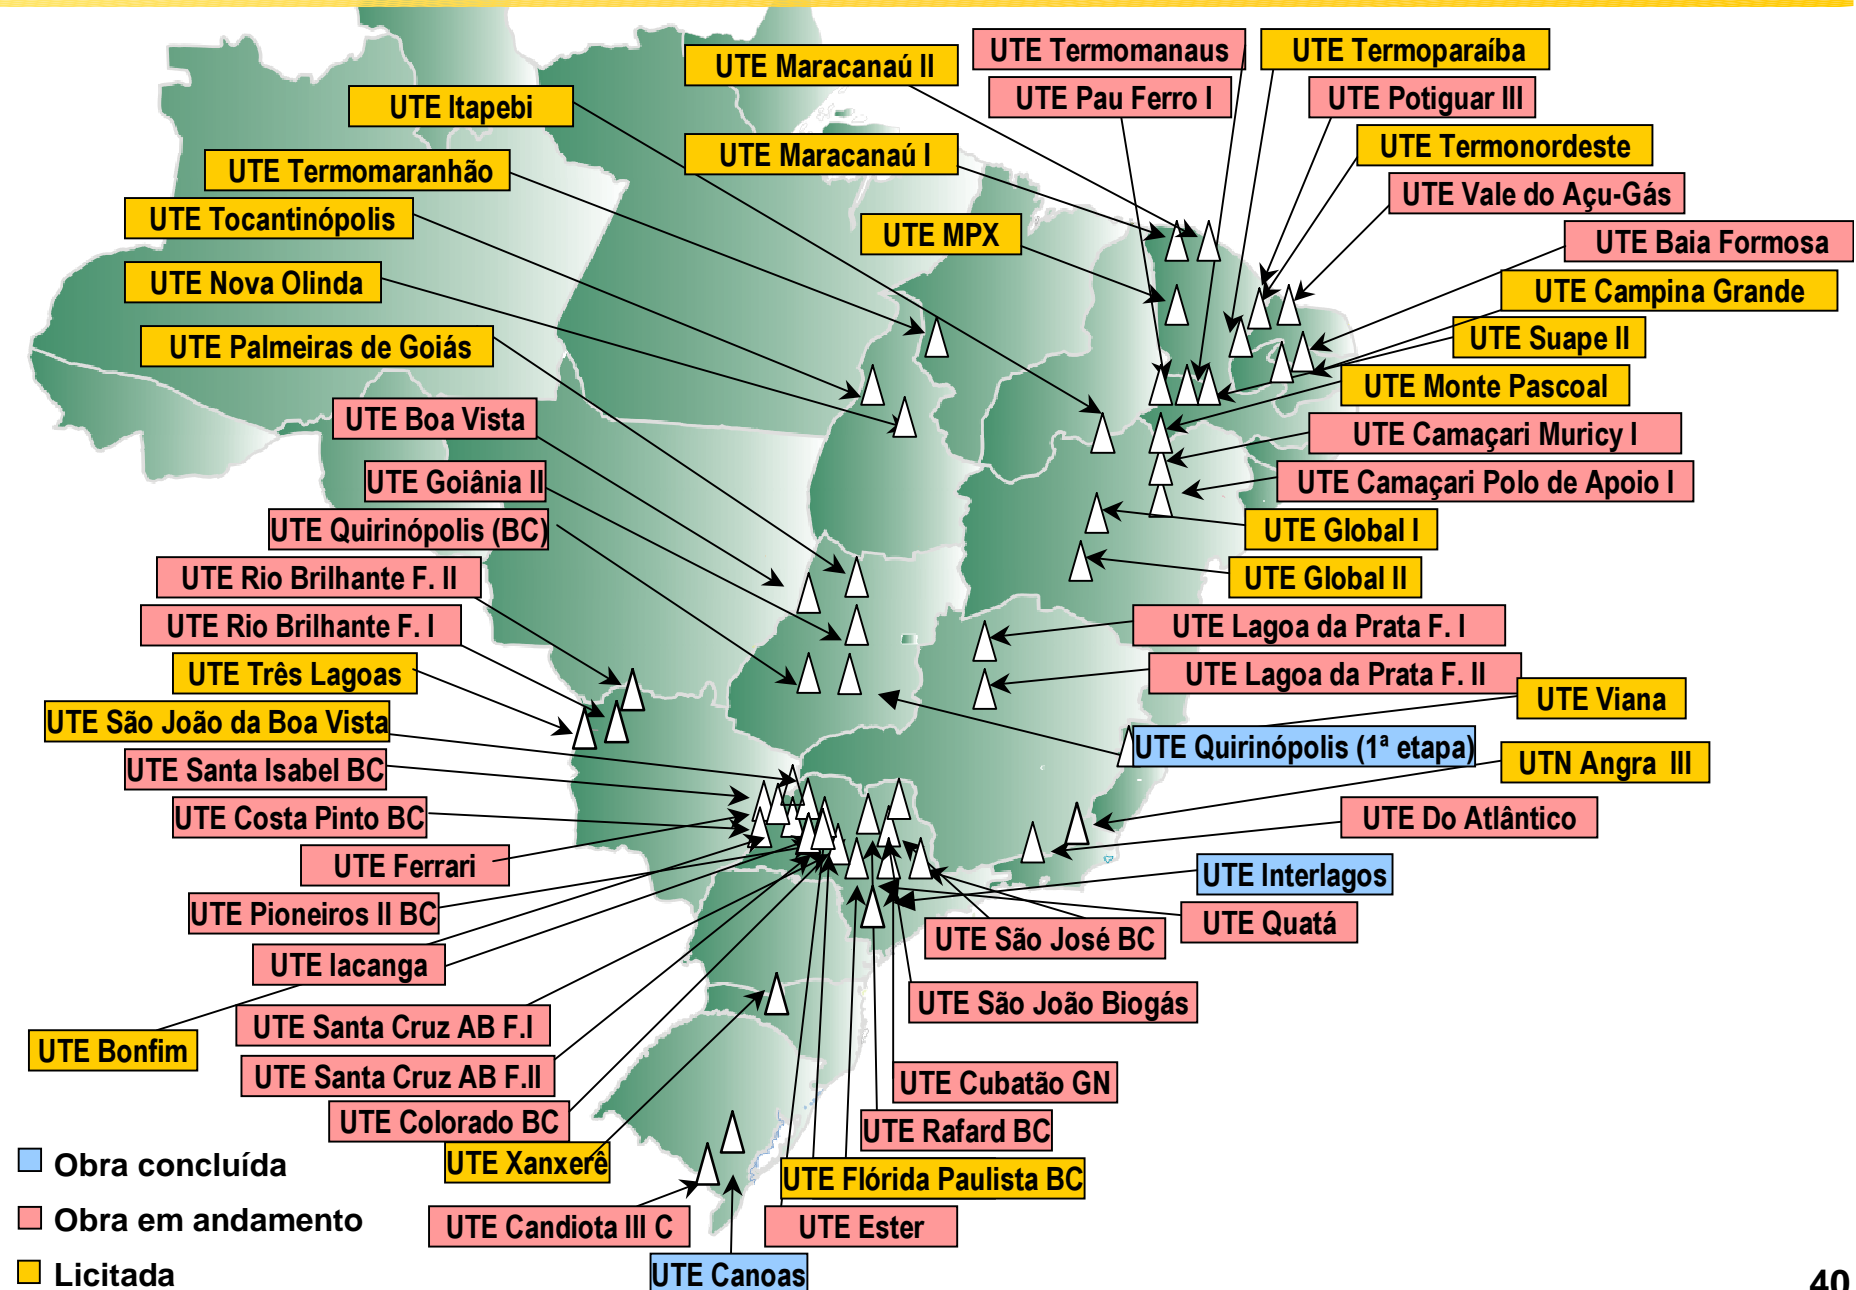 UTE Termomanaus
UTE Termoparaíba
UTE Maracanaú II
UTE Itapebi
UTE Pau Ferro I
UTE Potiguar III
UTE Maracanaú I
UTE Termonordeste
UTE Termomaranhão
UTE Vale do Açu-Gás
UTE Tocantinópolis
UTE MPX
UTE Baia Formosa
UTE Nova Olinda
UTE Campina Grande
UTE Palmeiras de Goiás
UTE Suape II
UTE Monte Pascoal
UTE Boa Vista
UTE Camaçari Muricy I
UTE Goiânia II
UTE Camaçari Polo de Apoio I
UTE Quirinópolis (BC)
UTE Global I
UTE Rio Brilhante F. II
UTE Global II
UTE Rio Brilhante F. I
UTE Lagoa da Prata F. I
UTE Três Lagoas
UTE Lagoa da Prata F. II
UTE Viana
UTE São João da Boa Vista
UTE Quirinópolis (1ª etapa)
UTE Santa Isabel BC
UTN Angra III
UTE Costa Pinto BC
UTE Do Atlântico
UTE Ferrari
UTE Interlagos
UTE Pioneiros II BC
UTE Quatá
UTE São José BC
UTE Iacanga
UTE São João Biogás
UTE Santa Cruz AB F.I
UTE Bonfim
UTE Santa Cruz AB F.II
UTE Cubatão GN
UTE Colorado BC
UTE Rafard BC
UTE Xanxerê
UTE Flórida Paulista BC
UTE Candiota III C
UTE Ester
UTE Canoas
Obra concluída
Obra em andamento
Licitada
40